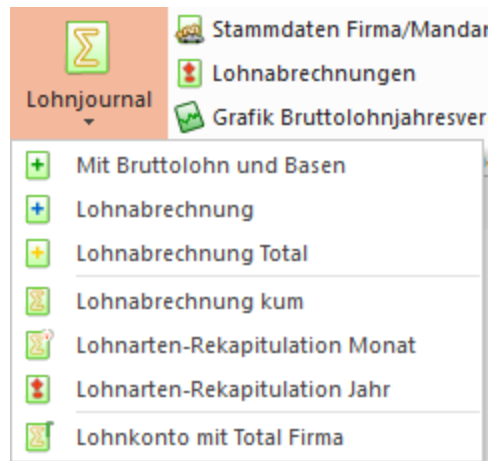 Lohnjournal
Stammdaten Firma/Mandar
Lohnabrechnungen
Grafik Bruttolohnjahresver
Mit Bruttolohn und Basen
Lohnabrechnung
Lohnabrechnung Total
Lohnabrechnung kum
Lohnarten-Rekapitulation Monat
Lohnarten-Rekapitulation Jahr
Lohnkonto mit Total Firma